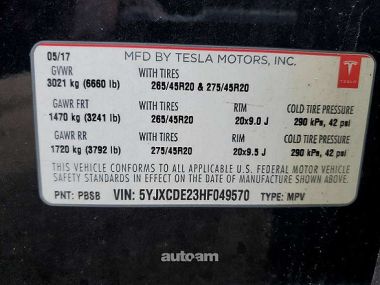 05/17 MFD BY TESLA MOTORS, INC.
GVWR WITH TIRES
3021 kg (6660 lb) 265/45R20 & 275/45R20
GAWR FRT WITH TIRES RIM COLD TIRE PRESSURE
1470 kg (3241 lb) 265/45R20 20x9.0 J 290 kPa, 42 psi
GAWR RR WITH TIRES RIM COLD TIRE PRESSURE
1720 kg (3792 lb) 275/45R20 20x9.5 J 290 kPa, 42 psi
THIS VEHICLE CONFORMS TO ALL APPLICABLE U.S. FEDERAL MOTOR VEHICLE
SAFETY STANDARDS IN EFFECT ON THE DATE OF MANUFACTURE SHOWN ABOVE.
PNT: PBSB VIN: 5YJXCDE23HF049570 TYPE: MPV
TESLA
autoam